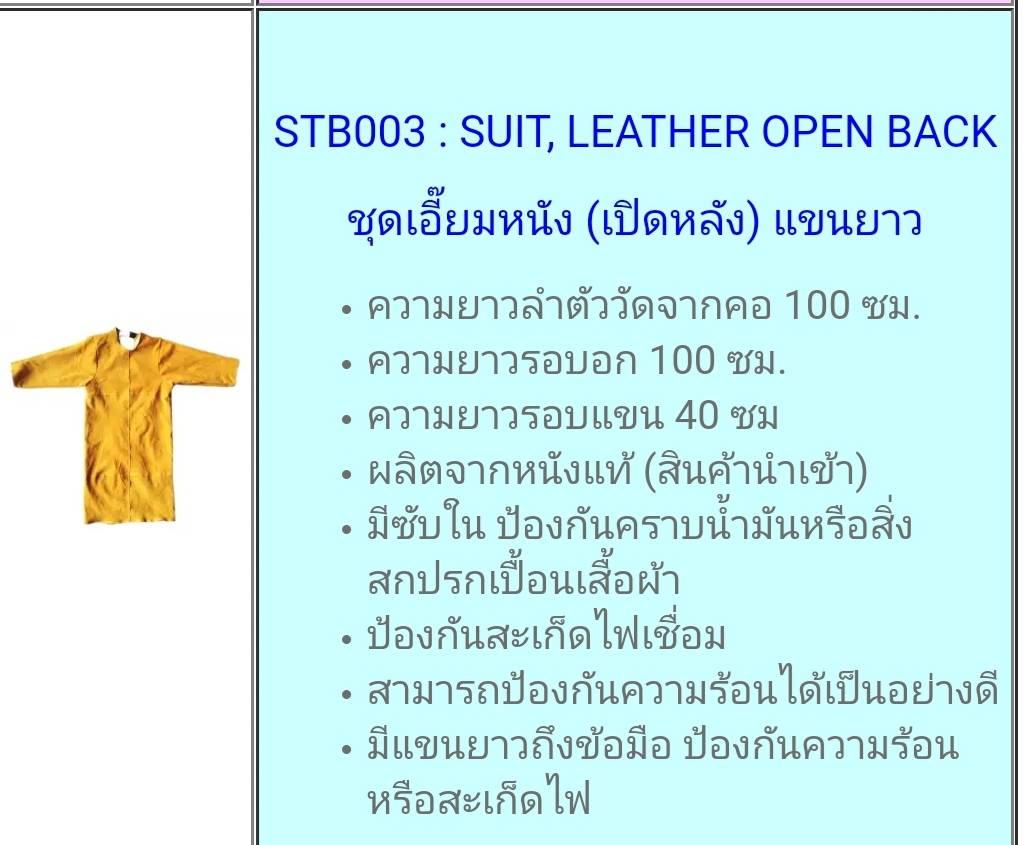 STB003 : SUIT, LEATHER OPEN BACK
ชุดเอี๊ยมหนัง (เปิดหลัง) แขนยาว
• ความยาวลำตัววัดจากคอ 100 ซม.
• ความยาวรอบอก 100 ซม.
• ความยาวรอบแขน 40 ซม
• ผลิตจากหนังแท้ (สินค้านำเข้า)
• มีซับใน ป้องกันคราบน้ำมันหรือสิ่ง
สกปรกเปื้อนเสื้อผ้า
• ป้องกันสะเก็ดไฟเชื่อม
• สามารถป้องกันความร้อนได้เป็นอย่างดี
• มีแขนยาวถึงข้อมือ ป้องกันความร้อน
หรือสะเก็ดไฟ